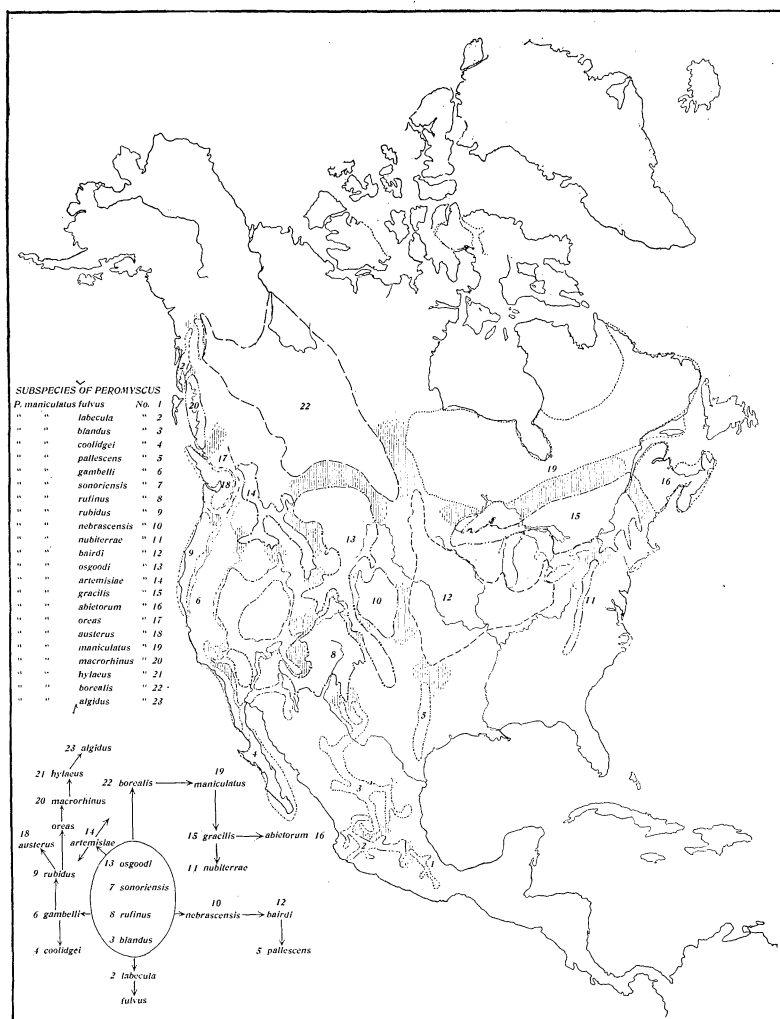 SUBSPECIES OF PEROMYSCUS
P. maniculatus fulvus No. 1
" " labecula " 2
" " blandus " 3
" " coolidgei " 4
" " pallescens " 5
" " gambelli " 6
" " sonoriensis " 7
" " rufinus " 8
" " rubidus " 9
" " nebrascensis " 10
" " nubiterrae " 11
" " bairdi " 12
" " osgoodi " 13
" " artemisiae " 14
" " gracilis " 15
" " abietorum " 16
" " oreas " 17
" " austerus " 18
" " maniculatus " 19
" " macrorhinus " 20
" " hylaeus " 21
" " borealis " 22
" " algidus " 23
22
20
19
17
18
14
16
15
13
9
6
10
12
11
8
5
4
3
1
23 algidus
21 hylaeus
22 borealis
19
maniculatus
20 macrorhinus
oreas
18
austerus
14
artemisiae
15 gracilis
abietorum 16
13 osgoodi
9 rubidus
11 nubiterrae
7 sonoriensis
6 gambelli
8 rufinus
10
nebrascensis
12
bairdi
3 blandus
4 coolidgei
5 pallescens
2 labecula
fulvus